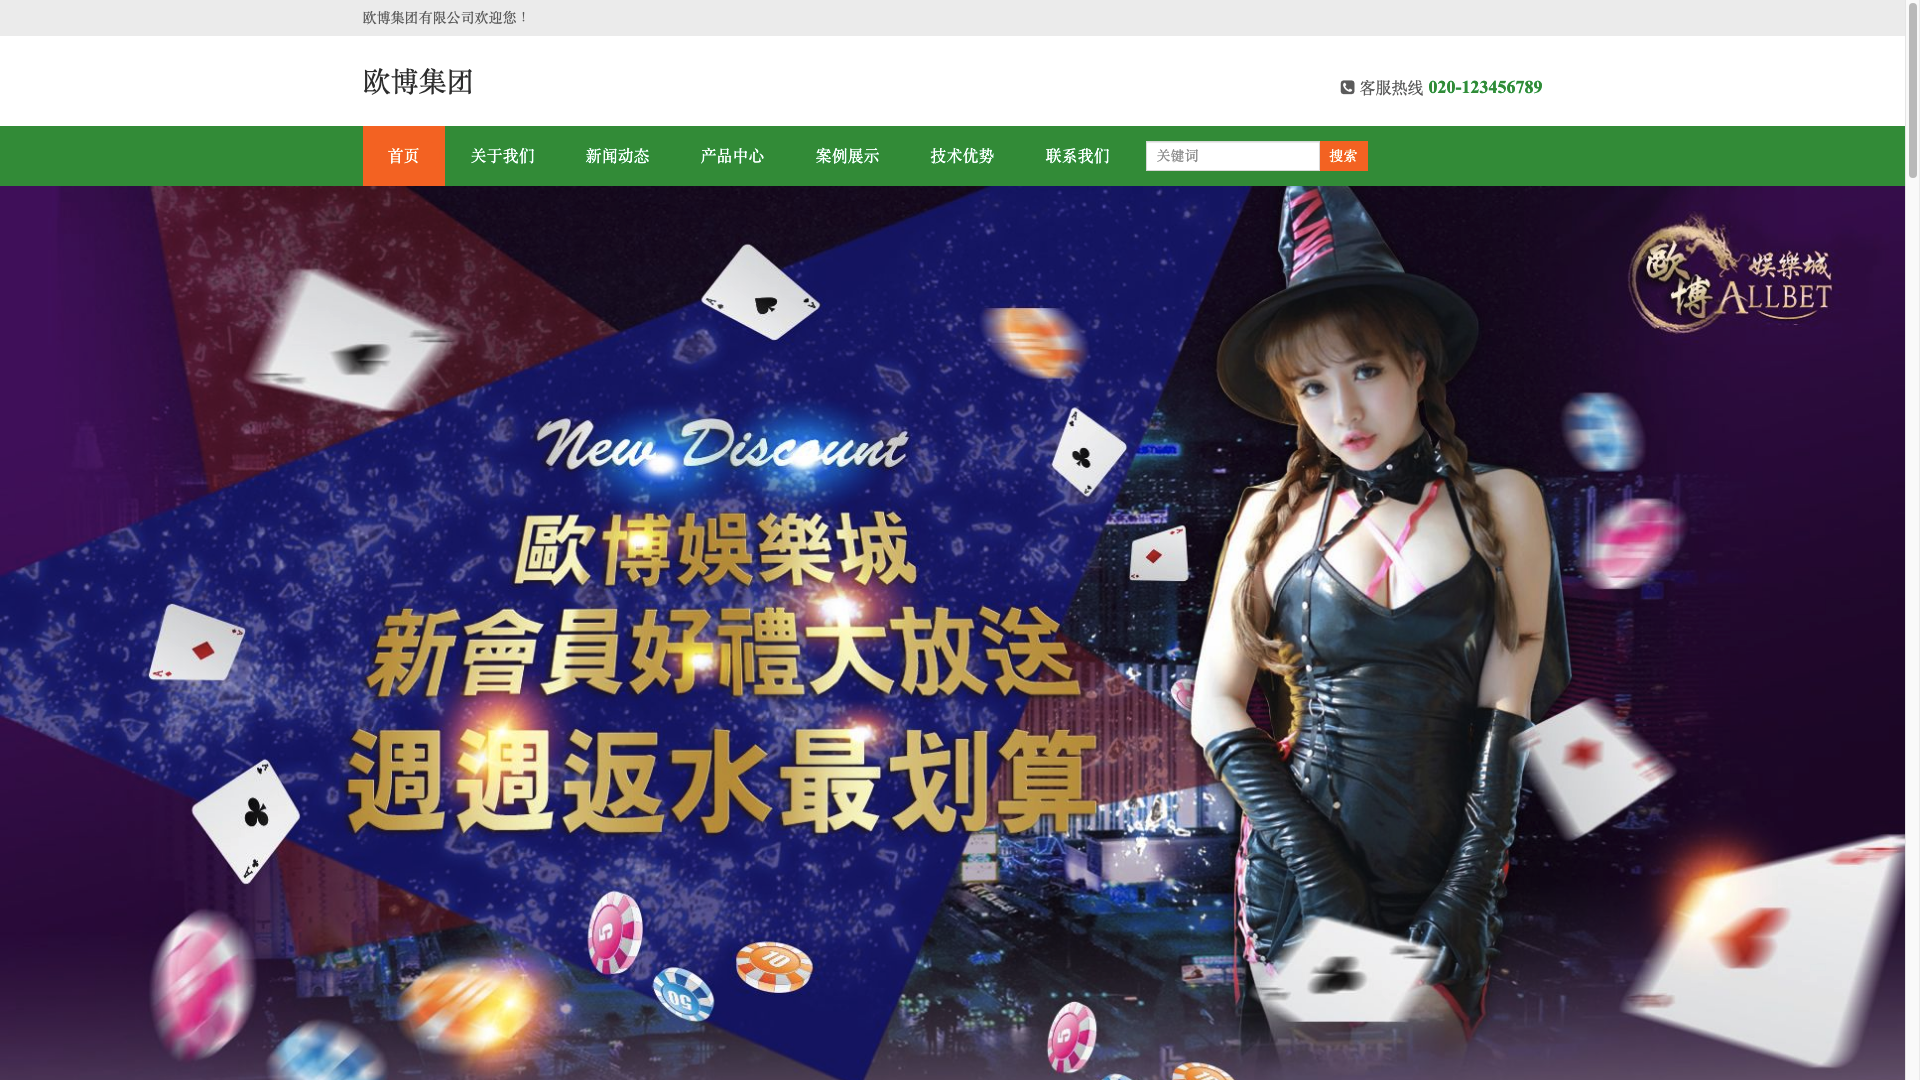 欧博集团有限公司欢迎您！
欧博集团
客服热线 020-123456789
首页 关于我们 新闻动态 产品中心 案例展示 技术优势 联系我们 关键词 搜索
歐博 娛樂城
ALLBET
New Discount
歐博娛樂城
新會員好禮大放送
週週返水最划算